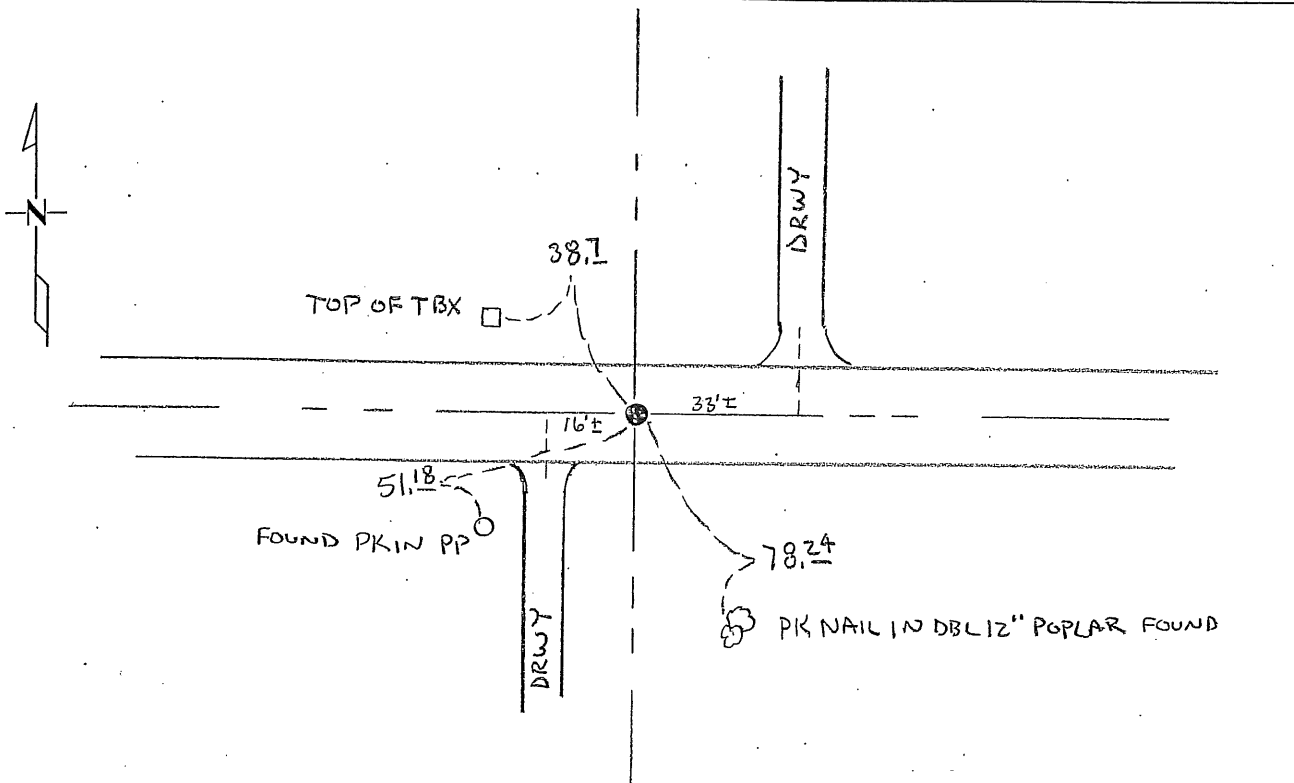 N
DRWY
38.7
TOP OF TBX
33'±
16'±
51.18
FOUND PK IN PP
78.24
PK NAIL IN DBL 12" POPLAR FOUND
DRWY